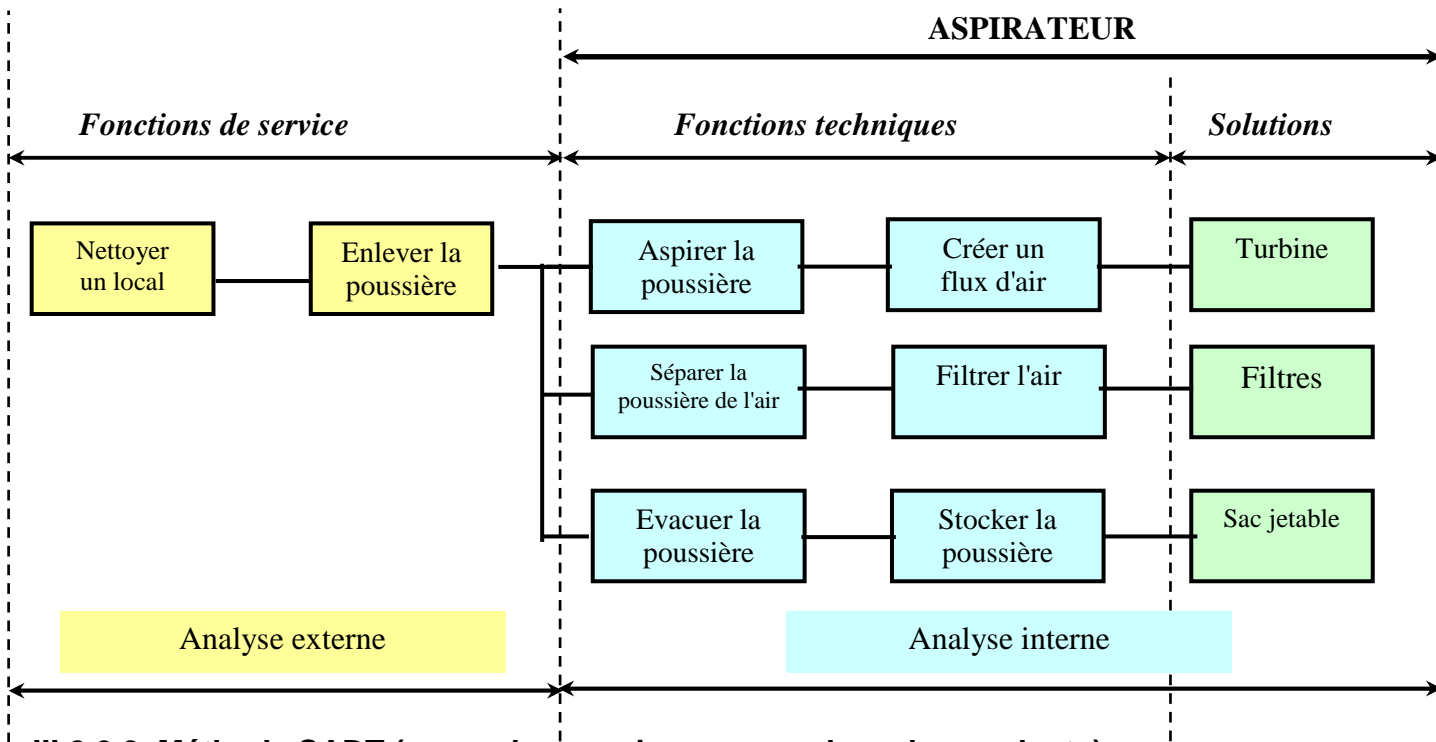 ASPIRATEUR
Fonctions de service
Fonctions techniques
Solutions
Nettoyer
un local
Enlever la
poussière
Aspirer la
poussière
Créer un
flux d'air
Turbine
Séparer la
poussière de l'air
Filtrer l'air
Filtres
Evacuer la
poussière
Stocker la
poussière
Sac jetable
Analyse externe
Analyse interne